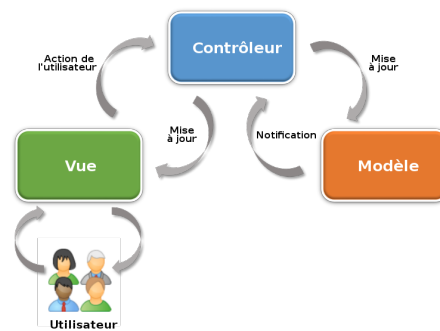 Contrôleur
Action de
l'utilisateur
Mise
à jour
Mise
à jour
Notification
Vue
Modèle
Utilisateur